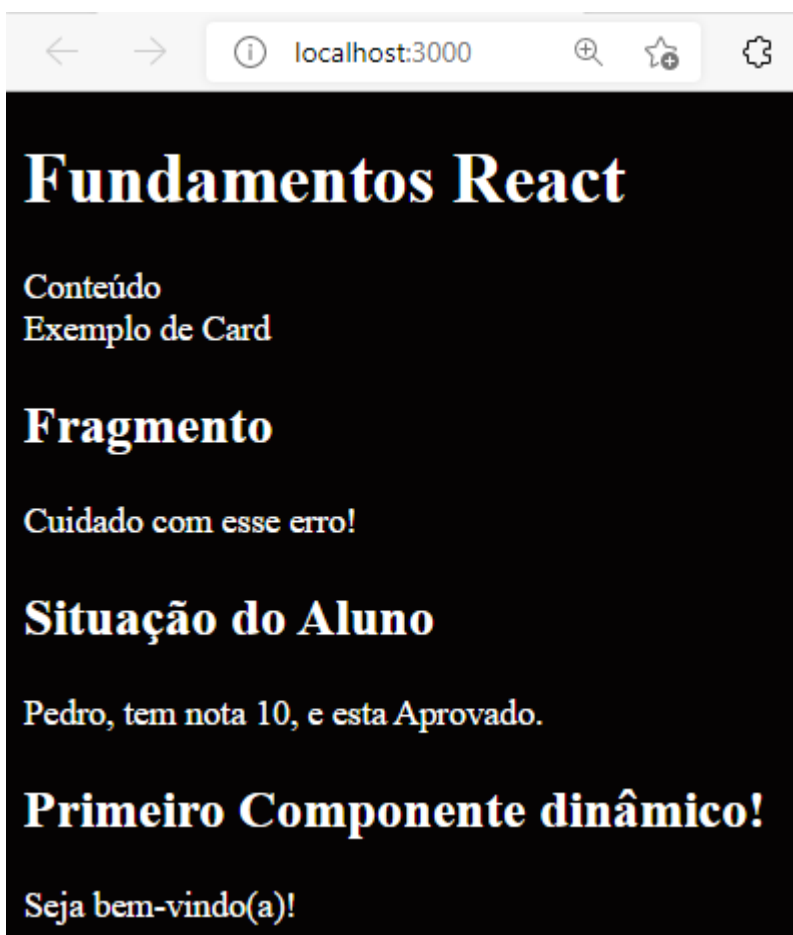 localhost:3000
Fundamentos React
Conteúdo
Exemplo de Card
Fragmento
Cuidado com esse erro!
Situação do Aluno
Pedro, tem nota 10, e esta Aprovado.
Primeiro Componente dinâmico!
Seja bem-vindo(a)!